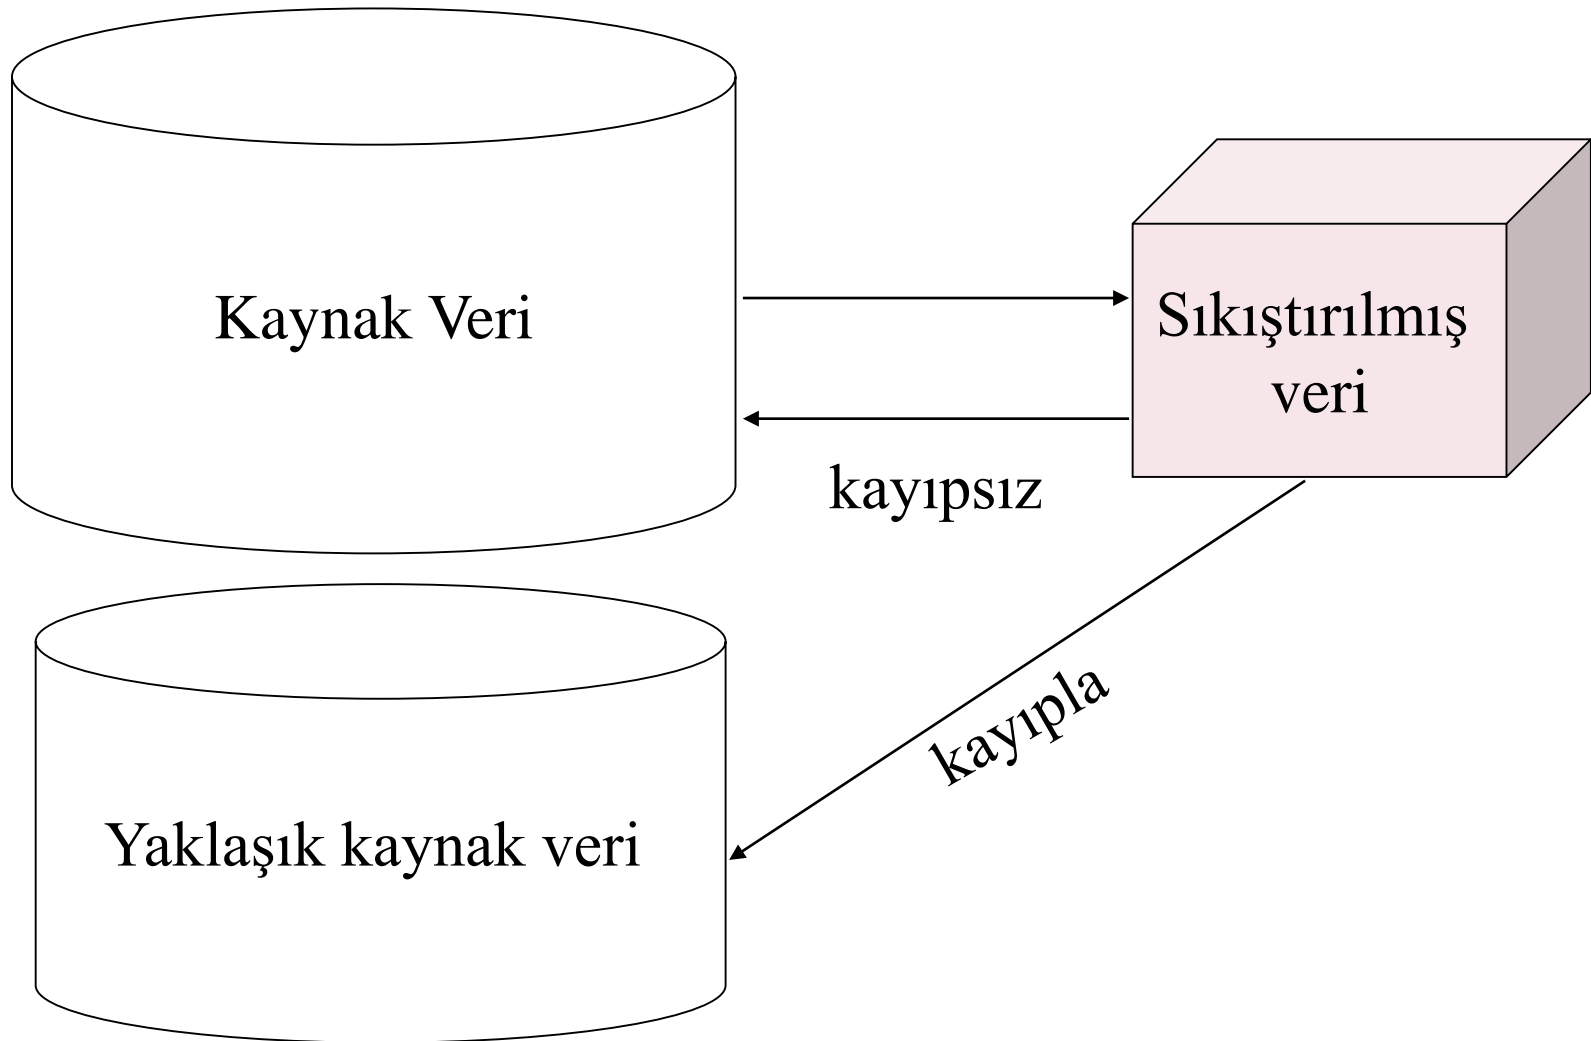 Kaynak Veri
Sıkıştırılmış
veri
kayıpsız
kayıpla
Yaklaşık kaynak veri